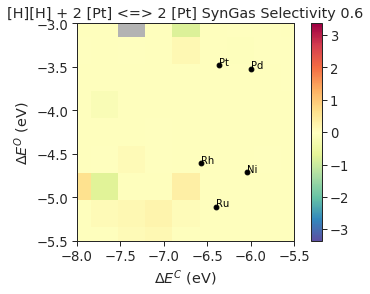 [H][H] + 2 [Pt] <=> 2 [Pt] SynGas Selectivity 0.6
−3.0
−3.5
−4.0
−4.5
−5.0
−5.5
ΔE^O (eV)
Pt
Pd
Rh
Ni
Ru
−8.0 −7.5 −7.0 −6.5 −6.0 −5.5
ΔE^C (eV)
3
2
1
0
−1
−2
−3